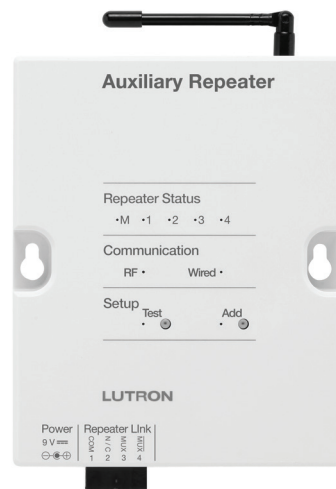 Auxiliary Repeater
Repeater Status
•M •1 •2 •3 •4
Communication
RF • Wired •
Setup
Test Add
LUTRON
Power Repeater LInk
9 V
COM N / C MUX MUX
1 2 3 4